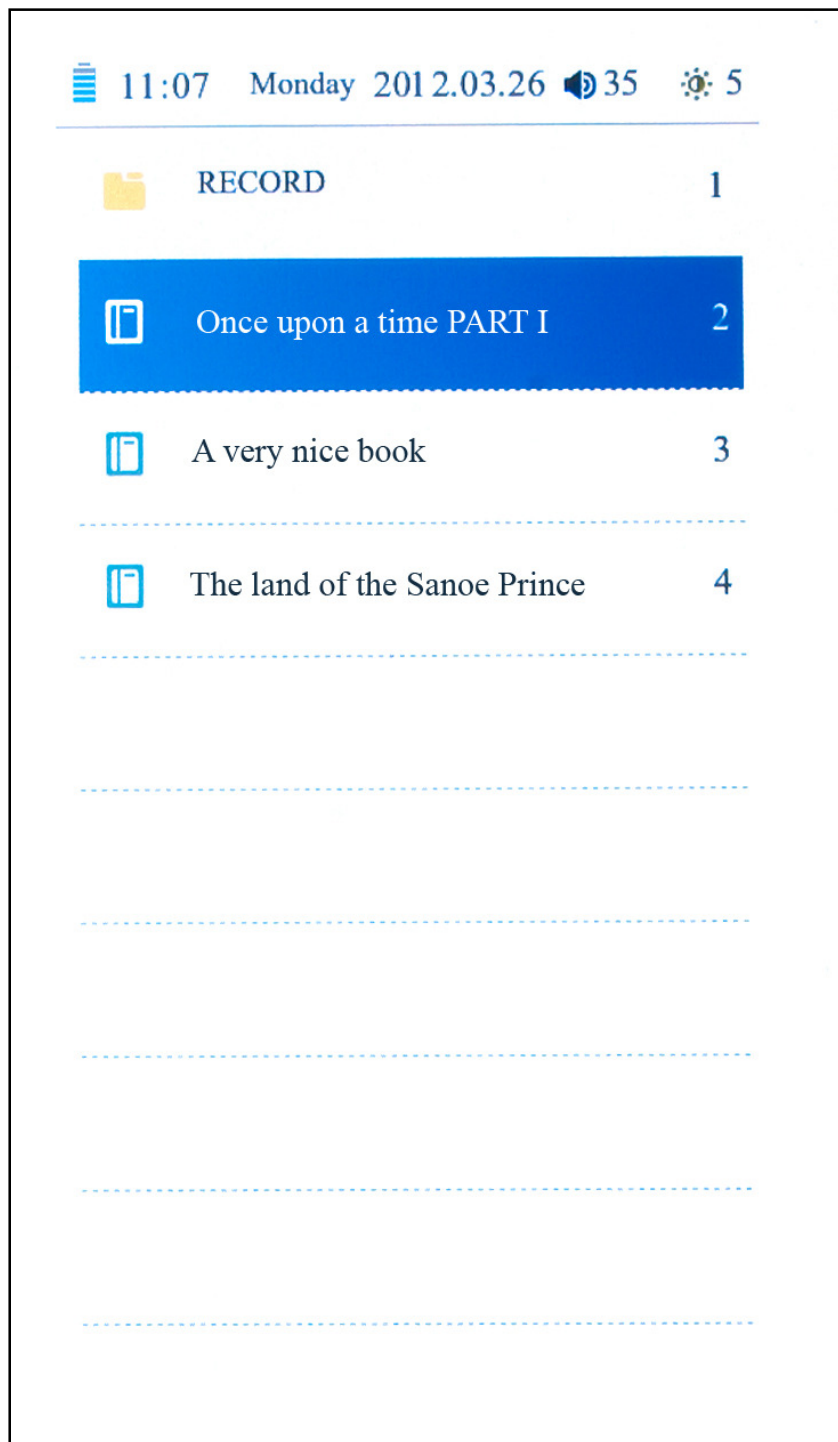 11:07 Monday 2012.03.26 35 5
RECORD 1
Once upon a time PART I 2
A very nice book 3
The land of the Sanoe Prince 4